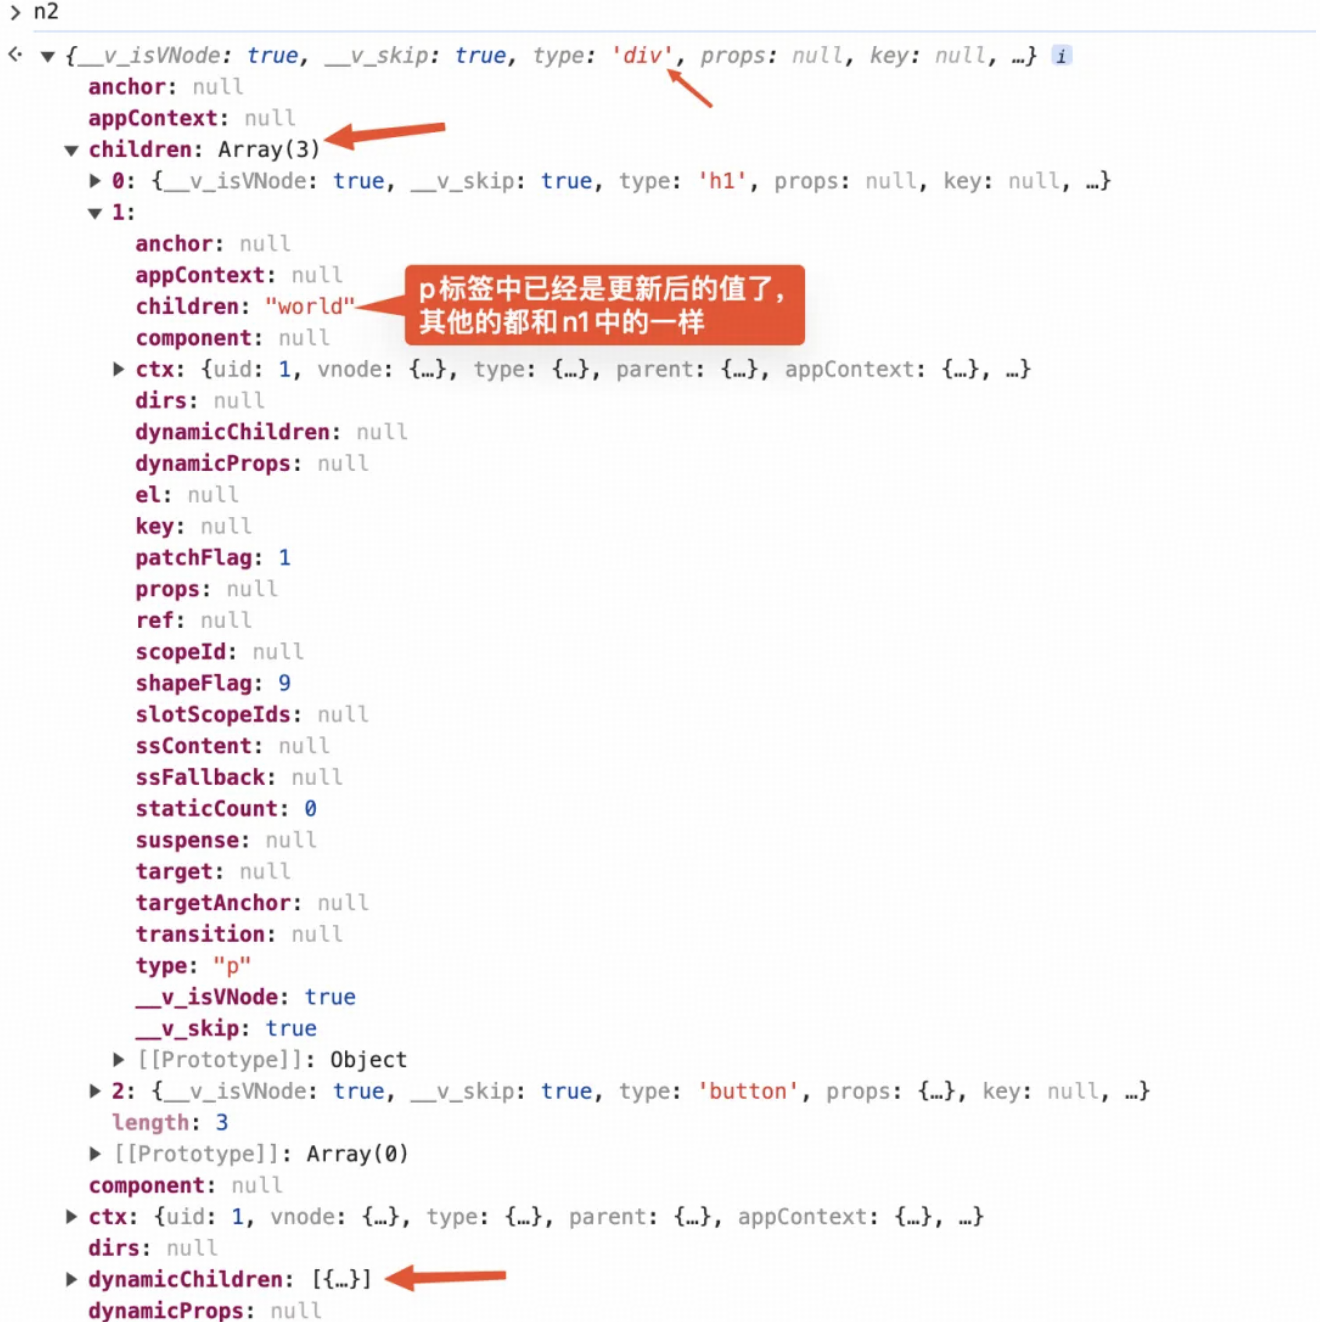 > n2
{__v_isVNode: true, __v_skip: true, type: 'div', props: null, key: null, …} i
anchor: null
appContext: null
children: Array(3)
0: {__v_isVNode: true, __v_skip: true, type: 'h1', props: null, key: null, …}
1:
anchor: null
appContext: null
children: "world"
p标签中已经是更新后的值了，
其他的都和n1中的一样
component: null
ctx: {uid: 1, vnode: {…}, type: {…}, parent: {…}, appContext: {…}, …}
dirs: null
dynamicChildren: null
dynamicProps: null
el: null
key: null
patchFlag: 1
props: null
ref: null
scopeId: null
shapeFlag: 9
slotScopeIds: null
ssContent: null
ssFallback: null
staticCount: 0
suspense: null
target: null
targetAnchor: null
transition: null
type: "p"
__v_isVNode: true
__v_skip: true
[[Prototype]]: Object
2: {__v_isVNode: true, __v_skip: true, type: 'button', props: {…}, key: null, …}
length: 3
[[Prototype]]: Array(0)
component: null
ctx: {uid: 1, vnode: {…}, type: {…}, parent: {…}, appContext: {…}, …}
dirs: null
dynamicChildren: [{…}]
dynamicProps: null